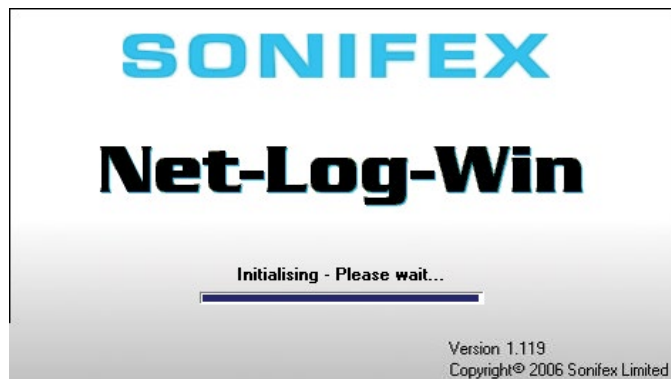 SONIFEX
Net-Log-Win
Initialising - Please wait...
Version 1.119
Copyright© 2006 Sonifex Limited